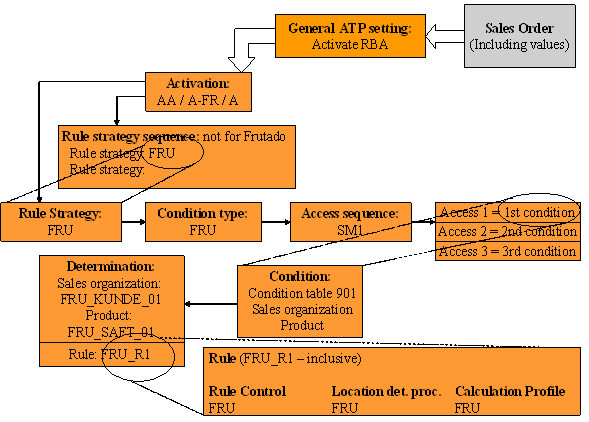 General ATP setting:
Activate RBA
Sales Order
(Including values)
Activation:
AA / A-FR / A
Rule strategy sequence: not for Frutado
Rule strategy: FRU
Rule strategy:
Rule Strategy:
FRU
Condition type:
FRU
Access sequence:
SM1
Access 1 = 1st condition
Access 2 = 2nd condition
Access 3 = 3rd condition
Determination:
Sales organization:
FRU_KUNDE_01
Product:
FRU_SAFT_01
Rule: FRU_R1
Condition:
Condition table 901
Sales organization
Product
Rule (FRU_R1 – inclusive)
Rule Control Location det. proc. Calculation Profile
FRU FRU FRU